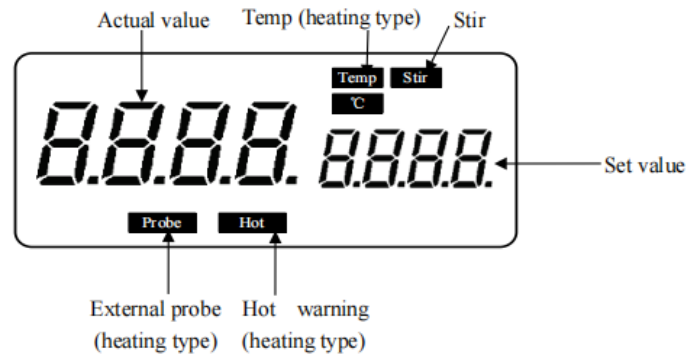 Actual value
Temp (heating type)
Stir
Temp
Stir
℃
8.8.8.8.
8.8.8.8.
Set value
Probe
Hot
External probe
(heating type)
Hot warning
(heating type)